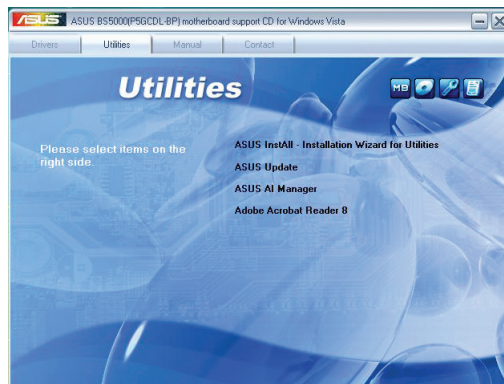 ASUS ASUS BS5000(P5GCDL-BP) motherboard support CD for Windows Vista
Drivers Utilities Manual Contact
Utilities
MB
Please select items on the
right side.
ASUS InstAll - Installation Wizard for Utilities
ASUS Update
ASUS AI Manager
Adobe Acrobat Reader 8